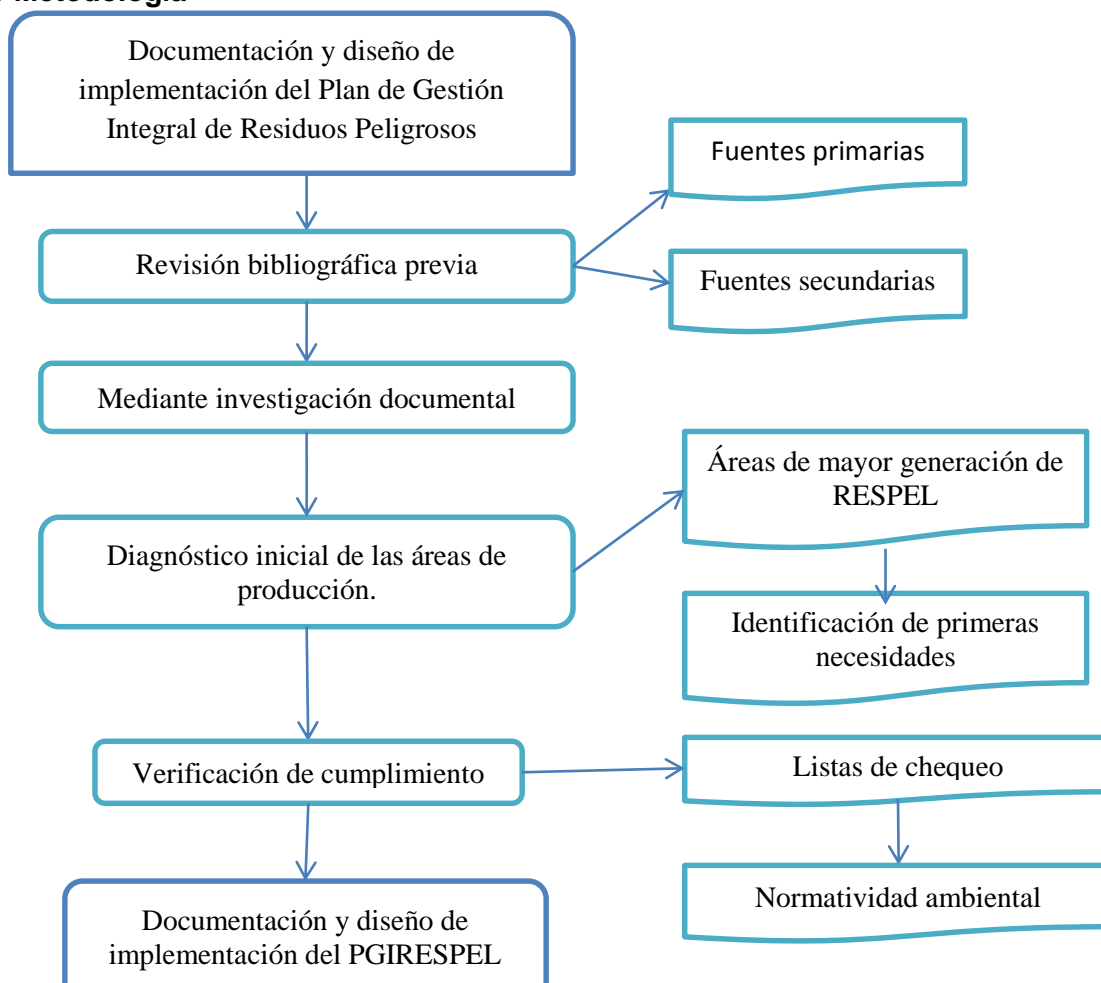 metodología
Documentación y diseño de
implementación del Plan de Gestión
Integral de Residuos Peligrosos
Fuentes primarias
Revisión bibliográfica previa
Fuentes secundarias
Mediante investigación documental
Áreas de mayor generación de
RESPEL
Diagnóstico inicial de las áreas de
producción.
Identificación de primeras
necesidades
Verificación de cumplimiento
Listas de chequeo
Normatividad ambiental
Documentación y diseño de
implementación del PGIRESPEL